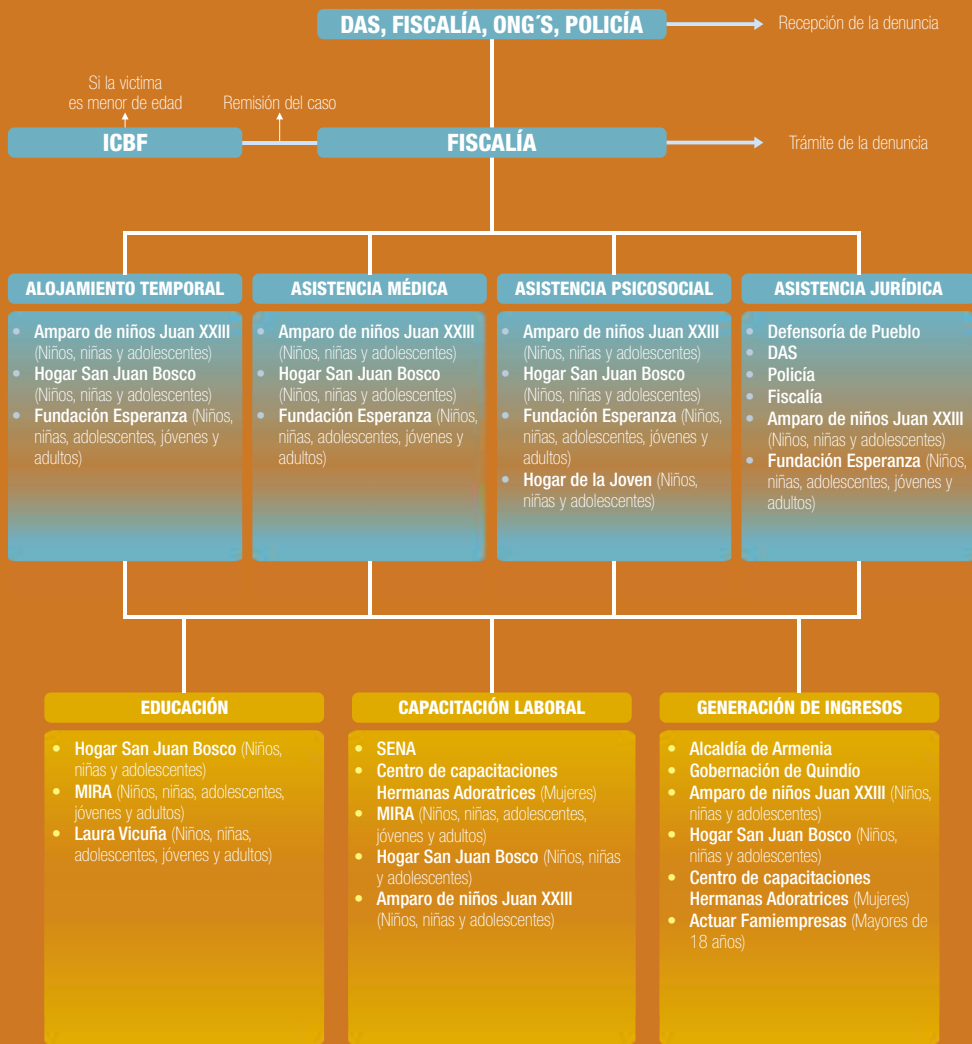 DAS, FISCALÍA, ONG´S, POLICÍA
Recepción de la denuncia
Si la victima
es menor de edad
Remisión del caso
ICBF
FISCALÍA
Trámite de la denuncia
ALOJAMIENTO TEMPORAL
• Amparo de niños Juan XXIII
(Niños, niñas y adolescentes)
• Hogar San Juan Bosco
(Niños, niñas y adolescentes)
• Fundación Esperanza (Niños,
niñas, adolescentes, jóvenes y
adultos)
ASISTENCIA MÉDICA
• Amparo de niños Juan XXIII
(Niños, niñas y adolescentes)
• Hogar San Juan Bosco
(Niños, niñas y adolescentes)
• Fundación Esperanza (Niños,
niñas, adolescentes, jóvenes y
adultos)
ASISTENCIA PSICOSOCIAL
• Amparo de niños Juan XXIII
(Niños, niñas y adolescentes)
• Hogar San Juan Bosco
(Niños, niñas y adolescentes)
• Fundación Esperanza (Niños,
niñas, adolescentes, jóvenes y
adultos)
• Hogar de la Joven (Niños,
niñas y adolescentes)
ASISTENCIA JURÍDICA
• Defensoría de Pueblo
• DAS
• Policía
• Fiscalía
• Amparo de niños Juan XXIII
(Niños, niñas y adolescentes)
• Fundación Esperanza (Niños,
niñas, adolescentes, jóvenes y
adultos)
EDUCACIÓN
• Hogar San Juan Bosco (Niños,
niñas y adolescentes)
• MIRA (Niños, niñas, adolescentes,
jóvenes y adultos)
• Laura Vicuña (Niños, niñas,
adolescentes, jóvenes y adultos)
CAPACITACIÓN LABORAL
• SENA
• Centro de capacitaciones
Hermanas Adoratrices (Mujeres)
• MIRA (Niños, niñas, adolescentes,
jóvenes y adultos)
• Hogar San Juan Bosco (Niños, niñas
y adolescentes)
• Amparo de niños Juan XXIII
(Niños, niñas y adolescentes)
GENERACIÓN DE INGRESOS
• Alcaldía de Armenia
• Gobernación de Quindío
• Amparo de niños Juan XXIII (Niños,
niñas y adolescentes)
• Hogar San Juan Bosco (Niños,
niñas y adolescentes)
• Centro de capacitaciones
Hermanas Adoratrices (Mujeres)
• Actuar Famiempresas (Mayores de
18 años)